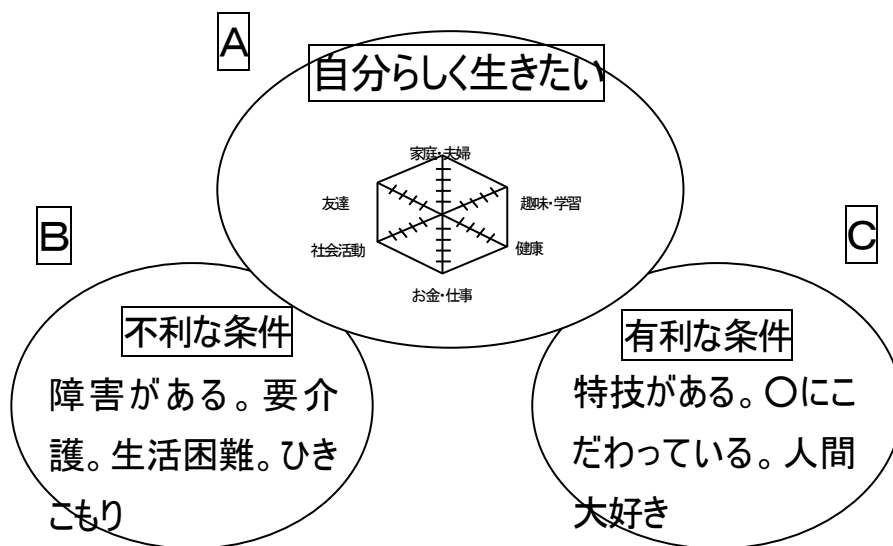 A
自分らしく生きたい
家庭・夫婦
友達
趣味・学習
社会活動
健康
お金・仕事
B
不利な条件
障害がある。要介
護。生活困難。ひき
こもり
C
有利な条件
特技がある。〇にこ
だわっている。人間
大好き